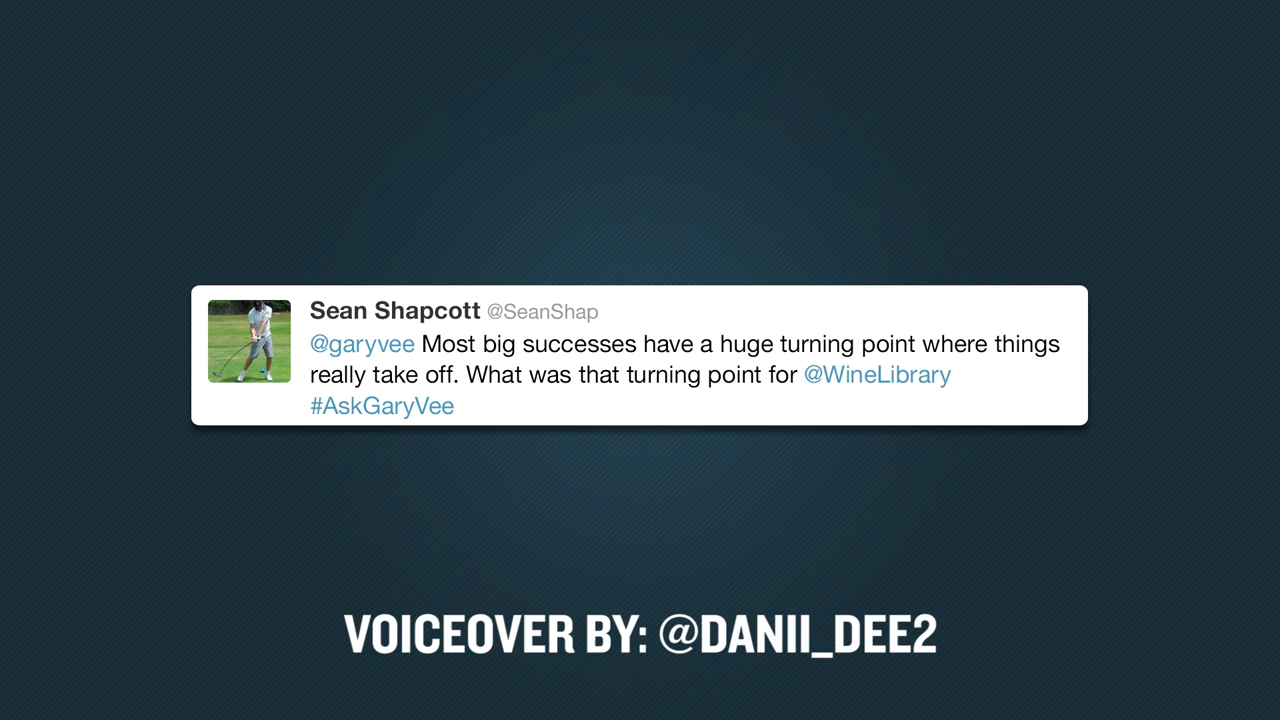 Sean Shapcott @SeanShap
@garyvee Most big successes have a huge turning point where things
really take off. What was that turning point for @WineLibrary
#AskGaryVee
VOICEOVER BY: @DANII_DEE2